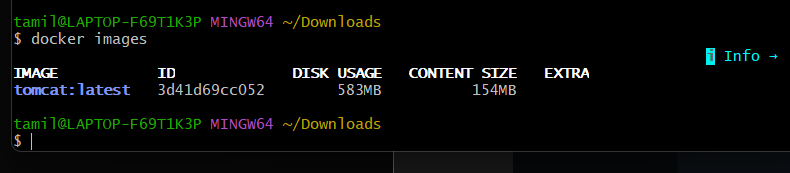 tamil@LAPTOP-F69T1K3P MINGW64 ~/Downloads
$ docker images
i Info →
IMAGE ID DISK USAGE CONTENT SIZE EXTRA
tomcat:latest 3d41d69cc052 583MB 154MB
tamil@LAPTOP-F69T1K3P MINGW64 ~/Downloads
$